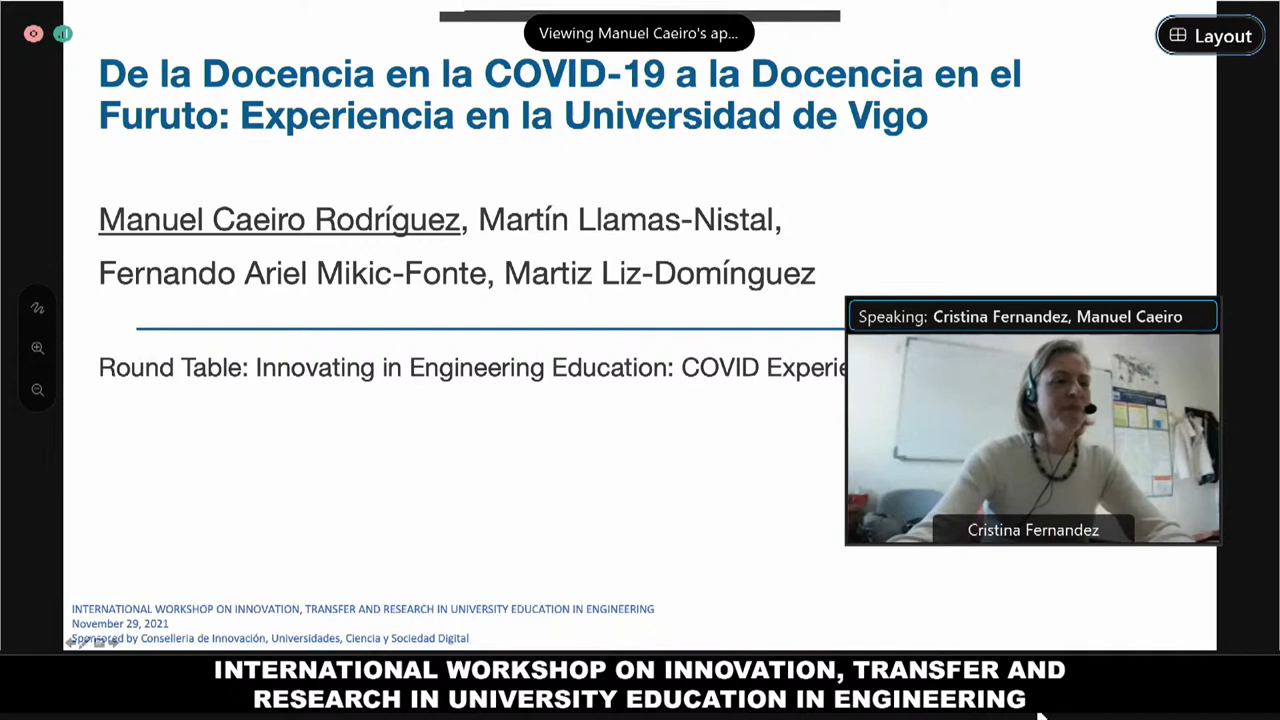 Viewing Manuel Caeiro's ap...
Layout
De la Docencia en la COVID-19 a la Docencia en el
Furuto: Experiencia en la Universidad de Vigo
Manuel Caeiro Rodríguez, Martín Llamas-Nistal,
Fernando Ariel Mikic-Fonte, Martiz Liz-Domínguez
Speaking: Cristina Fernandez, Manuel Caeiro
Round Table: Innovating in Engineering Education: COVID Experie
Cristina Fernandez
INTERNATIONAL WORKSHOP ON INNOVATION, TRANSFER AND RESEARCH IN UNIVERSITY EDUCATION IN ENGINEERING
November 29, 2021
Sponsored by Conselleria de Innovación, Universidades, Ciencia y Sociedad Digital
INTERNATIONAL WORKSHOP ON INNOVATION, TRANSFER AND
RESEARCH IN UNIVERSITY EDUCATION IN ENGINEERING